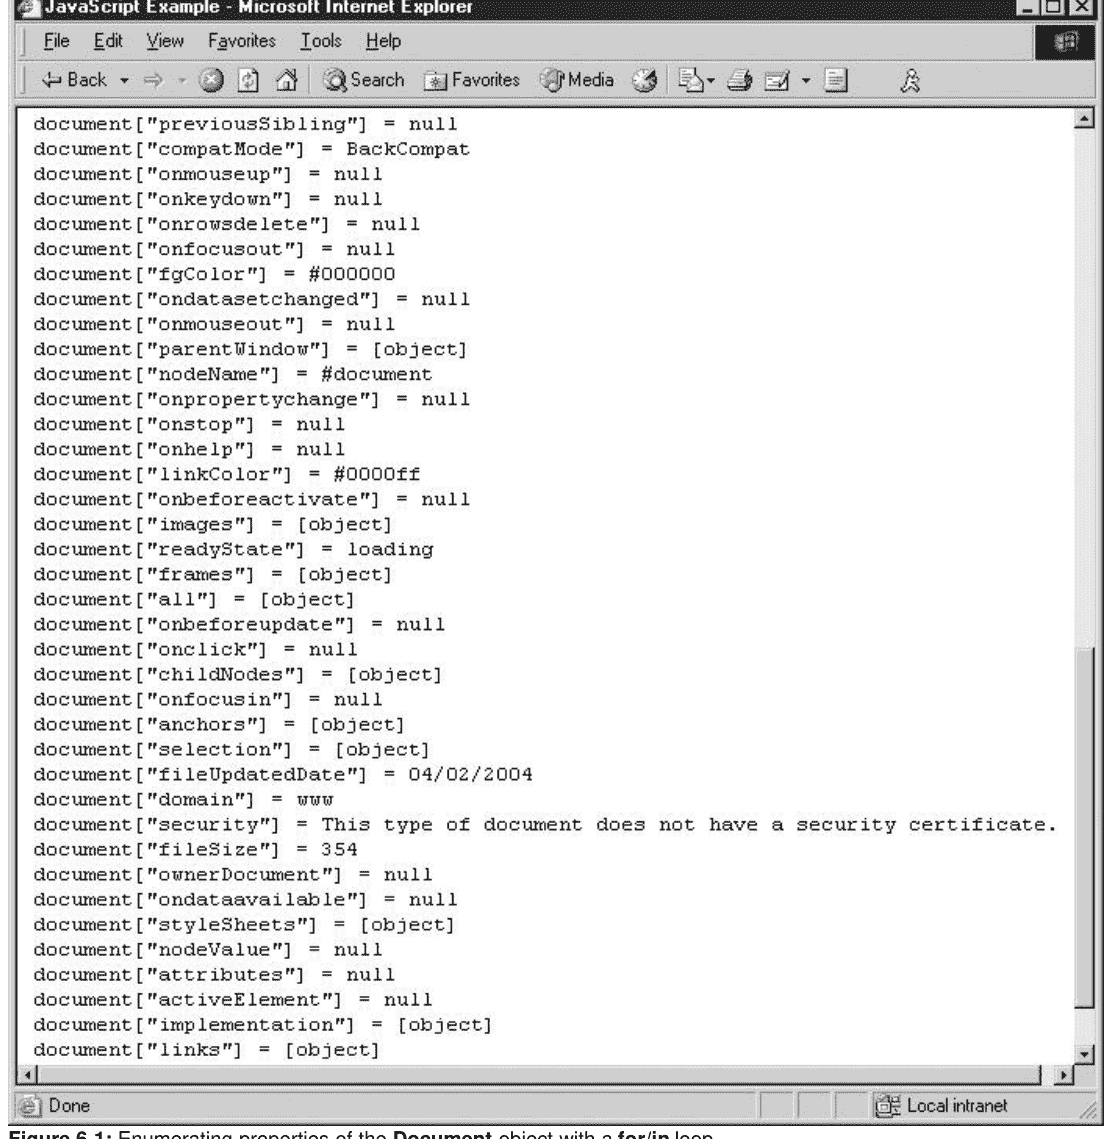 JavaScript Example - Microsoft Internet Explorer
File Edit View Favorites Tools Help
Back Search Favorites Media
document["previousSibling"] = null
document["compatMode"] = BackCompat
document["onmouseup"] = null
document["onkeydown"] = null
document["onrowsdelete"] = null
document["onfocusout"] = null
document["fgColor"] = #000000
document["ondatasetchanged"] = null
document["onmouseout"] = null
document["parentWindow"] = [object]
document["nodeName"] = #document
document["onpropertychange"] = null
document["onstop"] = null
document["onhelp"] = null
document["linkColor"] = #0000ff
document["onbeforeactivate"] = null
document["images"] = [object]
document["readyState"] = loading
document["frames"] = [object]
document["all"] = [object]
document["onbeforeupdate"] = null
document["onclick"] = null
document["childNodes"] = [object]
document["onfocusin"] = null
document["anchors"] = [object]
document["selection"] = [object]
document["fileUpdatedDate"] = 04/02/2004
document["domain"] = www
document["security"] = This type of document does not have a security certificate.
document["fileSize"] = 354
document["ownerDocument"] = null
document["ondataavailable"] = null
document["styleSheets"] = [object]
document["nodeValue"] = null
document["attributes"] = null
document["activeElement"] = null
document["implementation"] = [object]
document["links"] = [object]
Done Local intranet
Figure 6.1: Enumerating properties of the Document object with a for/in loop